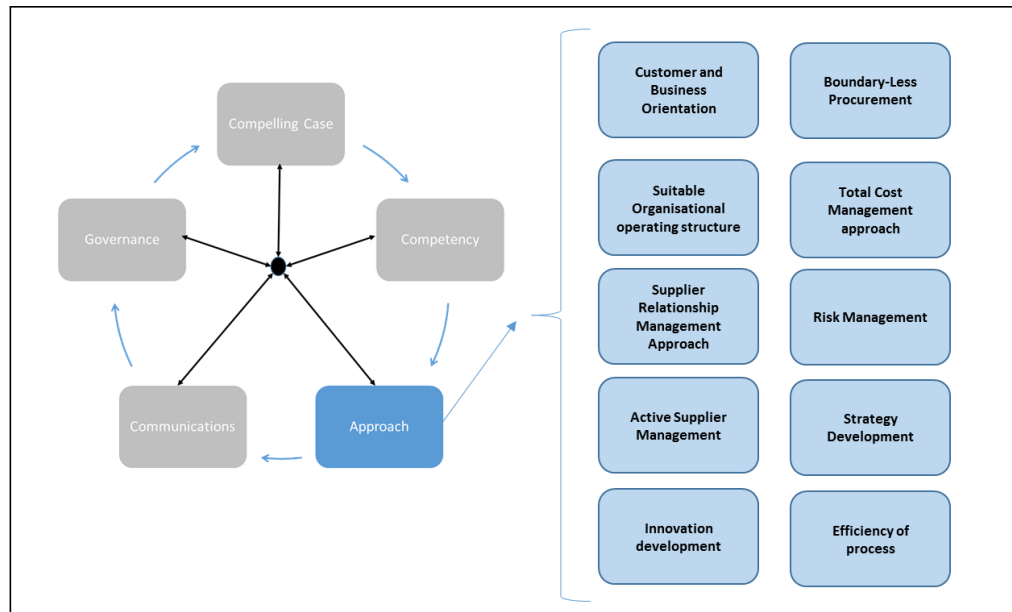 Compelling Case
Governance
Competency
Communications
Approach
Customer and
Business
Orientation
Boundary-Less
Procurement
Suitable
Organisational
operating structure
Total Cost
Management
approach
Supplier
Relationship
Management
Approach
Risk Management
Active Supplier
Management
Strategy
Development
Innovation
development
Efficiency of
process